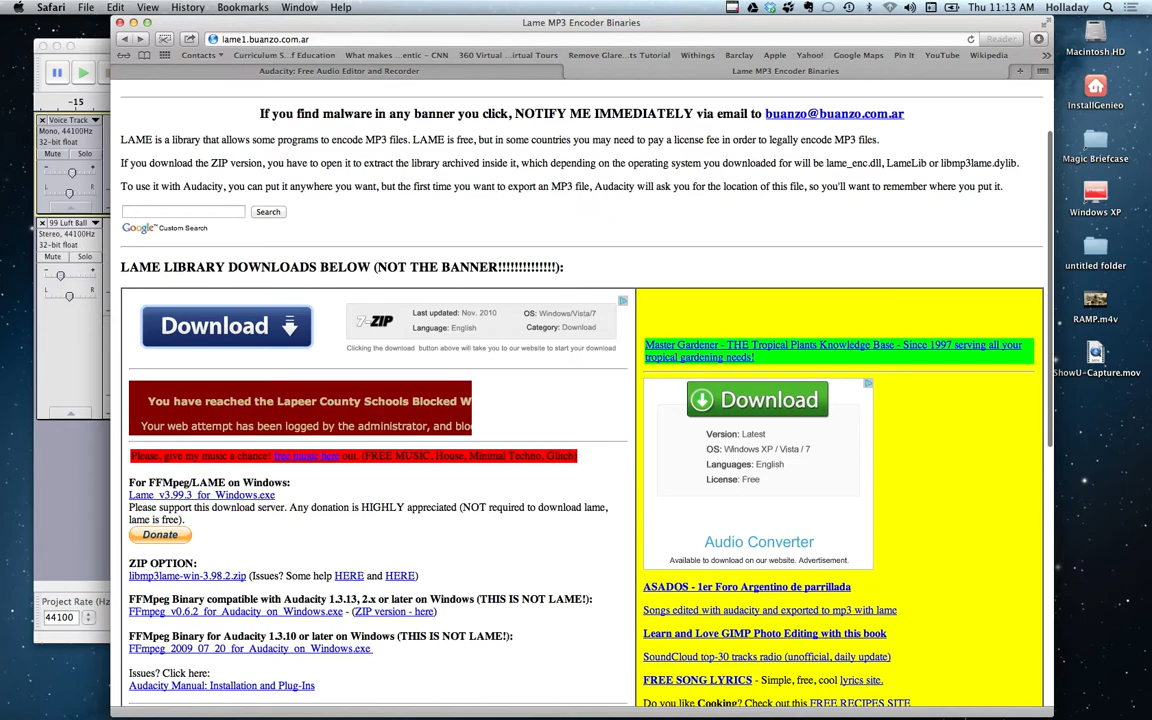 Safari File Edit View History Bookmarks Window Help
Thu 11:13 AM Holladay
Lame MP3 Encoder Binaries
lame1.buanzo.com.ar
Reader
Contacts Curriculum S...f Education What makes ...entic - CNN 360 Virtual ...irtual Tours Remove Glare...ts Tutorial Withings Barclay Apple Yahoo! Google Maps Pin It YouTube Wikipedia
Audacity: Free Audio Editor and Recorder
Lame MP3 Encoder Binaries
-15
Voice Track
Mono, 44100Hz
32-bit float
Mute Solo
- +
L R
99 Luft Ball
Stereo, 44100Hz
32-bit float
Mute Solo
- +
L R
Project Rate (Hz
44100
If you find malware in any banner you click, NOTIFY ME IMMEDIATELY via email to buanzo@buanzo.com.ar
LAME is a library that allows some programs to encode MP3 files. LAME is free, but in some countries you may need to pay a license fee in order to legally encode MP3 files.
If you download the ZIP version, you have to open it to extract the library archived inside it, which depending on the operating system you downloaded for will be lame_enc.dll, LameLib or libmp3lame.dylib.
To use it with Audacity, you can put it anywhere you want, but the first time you want to export an MP3 file, Audacity will ask you for the location of this file, so you'll want to remember where you put it.
Search
Google™ Custom Search
LAME LIBRARY DOWNLOADS BELOW (NOT THE BANNER!!!!!!!!!!!!!!):
Download
7-ZIP
Last updated: Nov. 2010
Language: English
OS: Windows/Vista/7
Category: Download
Clicking the download button above will take you to our website to start your download
You have reached the Lapeer County Schools Blocked W
Your web attempt has been logged by the administrator, and bloc
Please, give my music a chance! free music here out. (FREE MUSIC, House, Minimal Techno, Glitch)
For FFMpeg/LAME on Windows:
Lame_v3.99.3_for_Windows.exe
Please support this download server. Any donation is HIGHLY appreciated (NOT required to download lame,
lame is free).
Donate
ZIP OPTION:
libmp3lame-win-3.98.2.zip (Issues? Some help HERE and HERE)
FFMpeg Binary compatible with Audacity 1.3.13, 2.x or later on Windows (THIS IS NOT LAME!):
FFmpeg_v0.6.2_for_Audacity_on_Windows.exe - (ZIP version - here)
FFMpeg Binary for Audacity 1.3.10 or later on Windows (THIS IS NOT LAME!):
FFmpeg_2009_07_20_for_Audacity_on_Windows.exe
Issues? Click here:
Audacity Manual: Installation and Plug-Ins
Master Gardener - THE Tropical Plants Knowledge Base - Since 1997 serving all your
tropical gardening needs!
Download
Version: Latest
OS: Windows XP / Vista / 7
Languages: English
License: Free
Audio Converter
Available to download on our website. Advertisement.
ASADOS - 1er Foro Argentino de parrillada
Songs edited with audacity and exported to mp3 with lame
Learn and Love GIMP Photo Editing with this book
SoundCloud top-30 tracks radio (unofficial, daily update)
FREE SONG LYRICS - Simple, free, cool lyrics site.
Do you like Cooking? Check out this FREE RECIPES SITE
Macintosh.HD
InstallGenieo
Magic Briefcase
Windows XP
untitled folder
RAMP.m4v
ShowU-Capture.mov